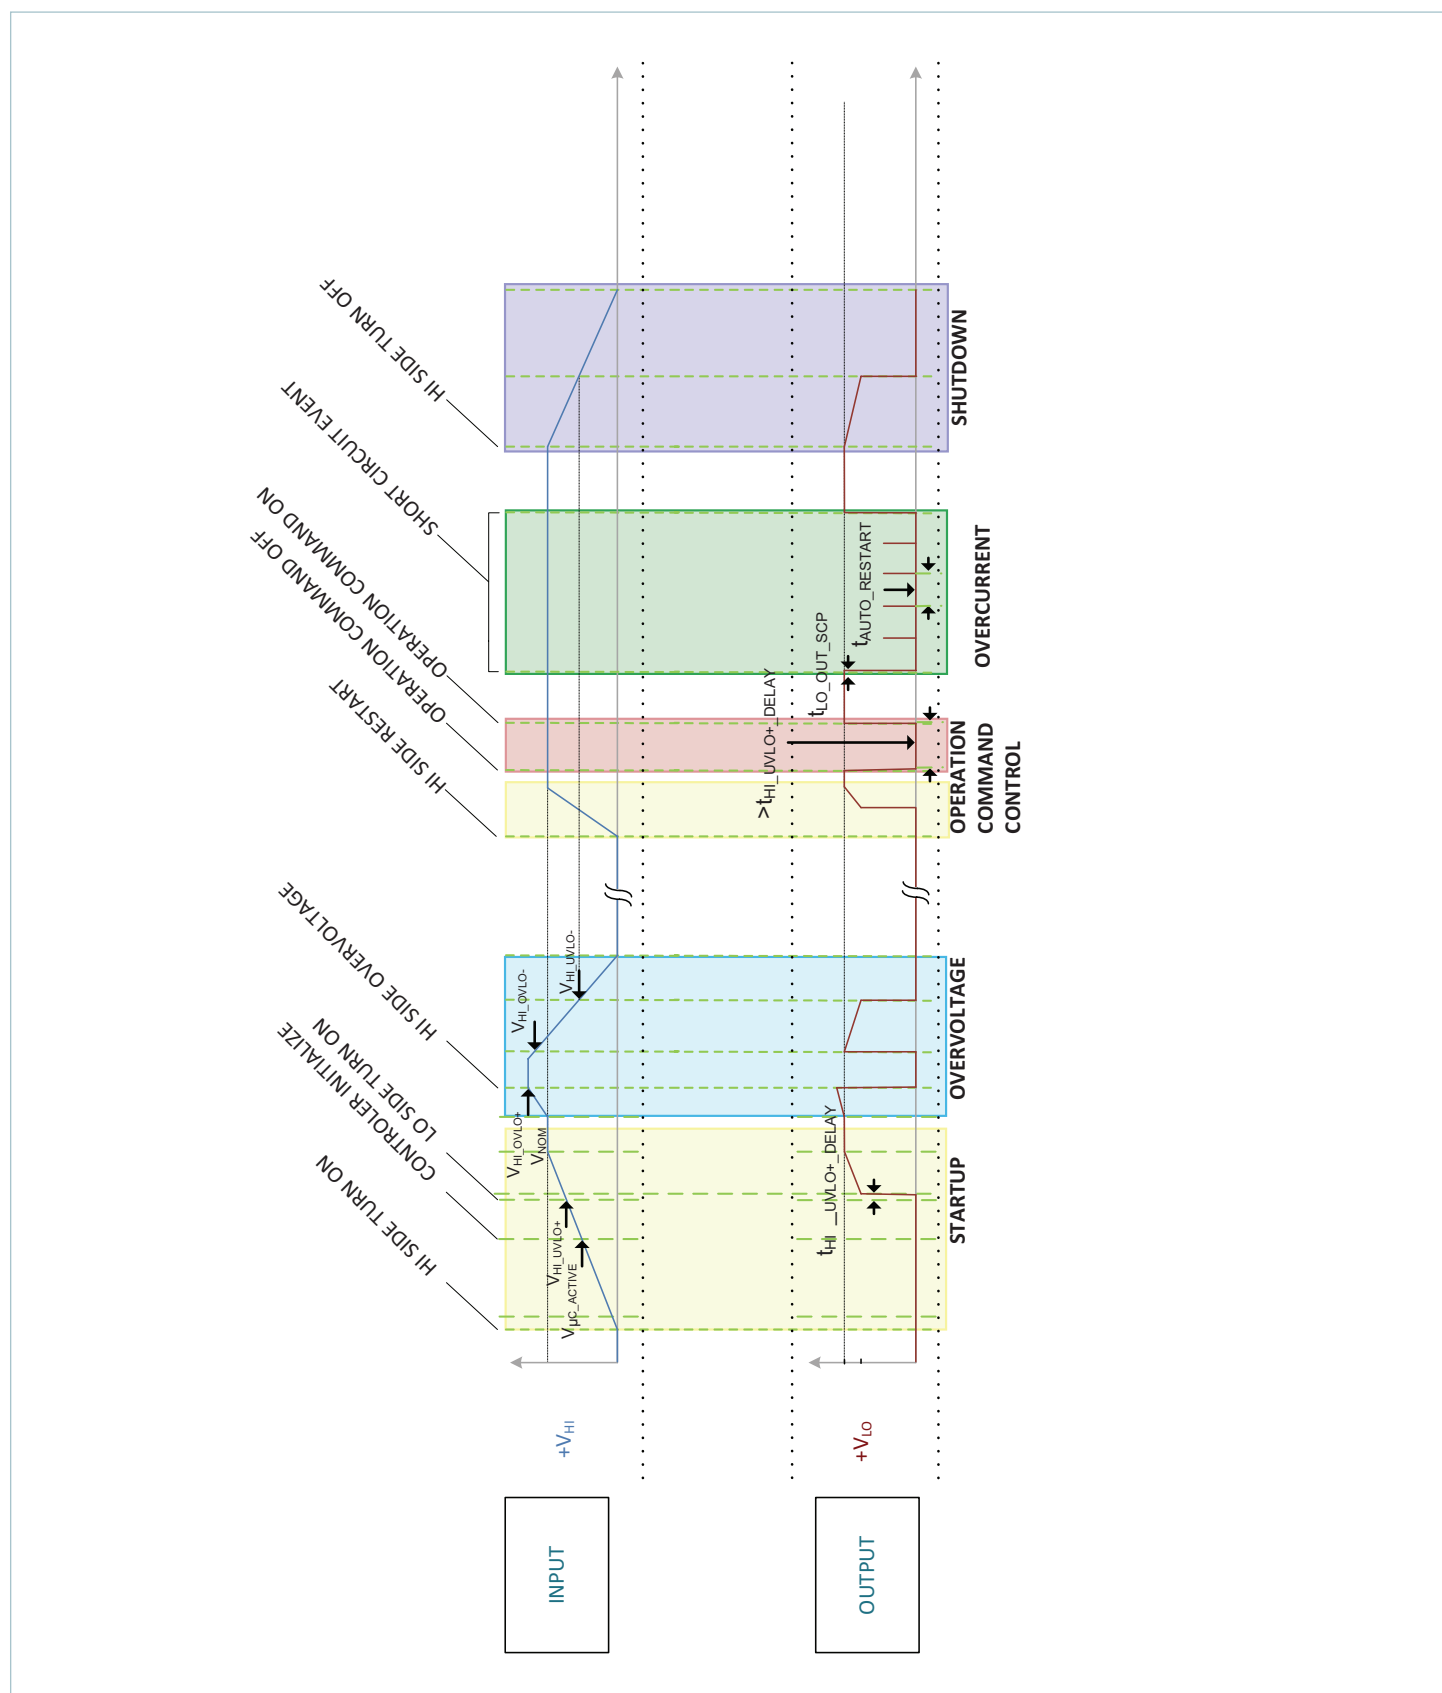 HI SIDE TURN ON
CONTROLER INITIALIZE
LO SIDE TURN ON
HI SIDE OVERVOLTAGE
HI SIDE RESTART
OPERATION COMMAND OFF
OPERATION COMMAND ON
SHORT CIRCUIT EVENT
HI SIDE TURN OFF
INPUT
+VHI
VµC_ACTIVE
VHI_UVLO+
VNOM
VHI_OVLO+
VHI_OVLO-
VHI_UVLO-
OUTPUT
+VLO
tHI__UVLO+_DELAY
>tHI_UVLO+_DELAY
tLO_OUT_SCP
tAUTO_RESTART
STARTUP
OVERVOLTAGE
OPERATION
COMMAND
CONTROL
OVERCURRENT
SHUTDOWN